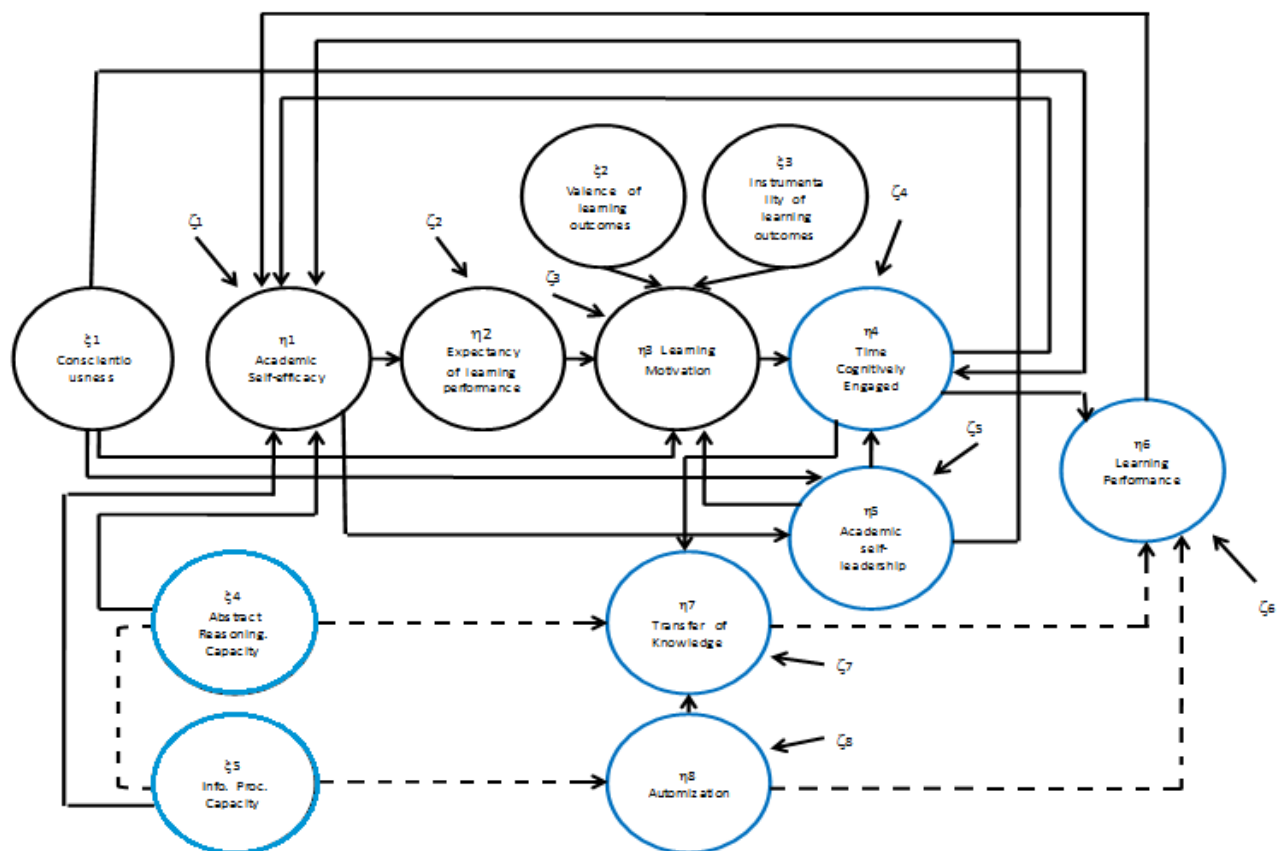 ξ2
Valence of
learning
outcomes
ξ3
Instrumenta
lity of
learning
outcomes
ζ4
ζ1
ζ2
ζ3
ξ1
Conscientio
usness
η1
Academic
Self-efficacy
η2
Expectancy
of learning
performance
η3 Learning
Motivation
η4
Time
Cognitively
Engaged
ζ5
η6
Learning
Performance
η5
Academic
self-
leadership
ξ4
Abstract
Reasoning.
Capacity
η7
Transfer of
Knowledge
ζ6
ζ7
ζ8
ξ5
Info. Proc.
Capacity
η8
Automization